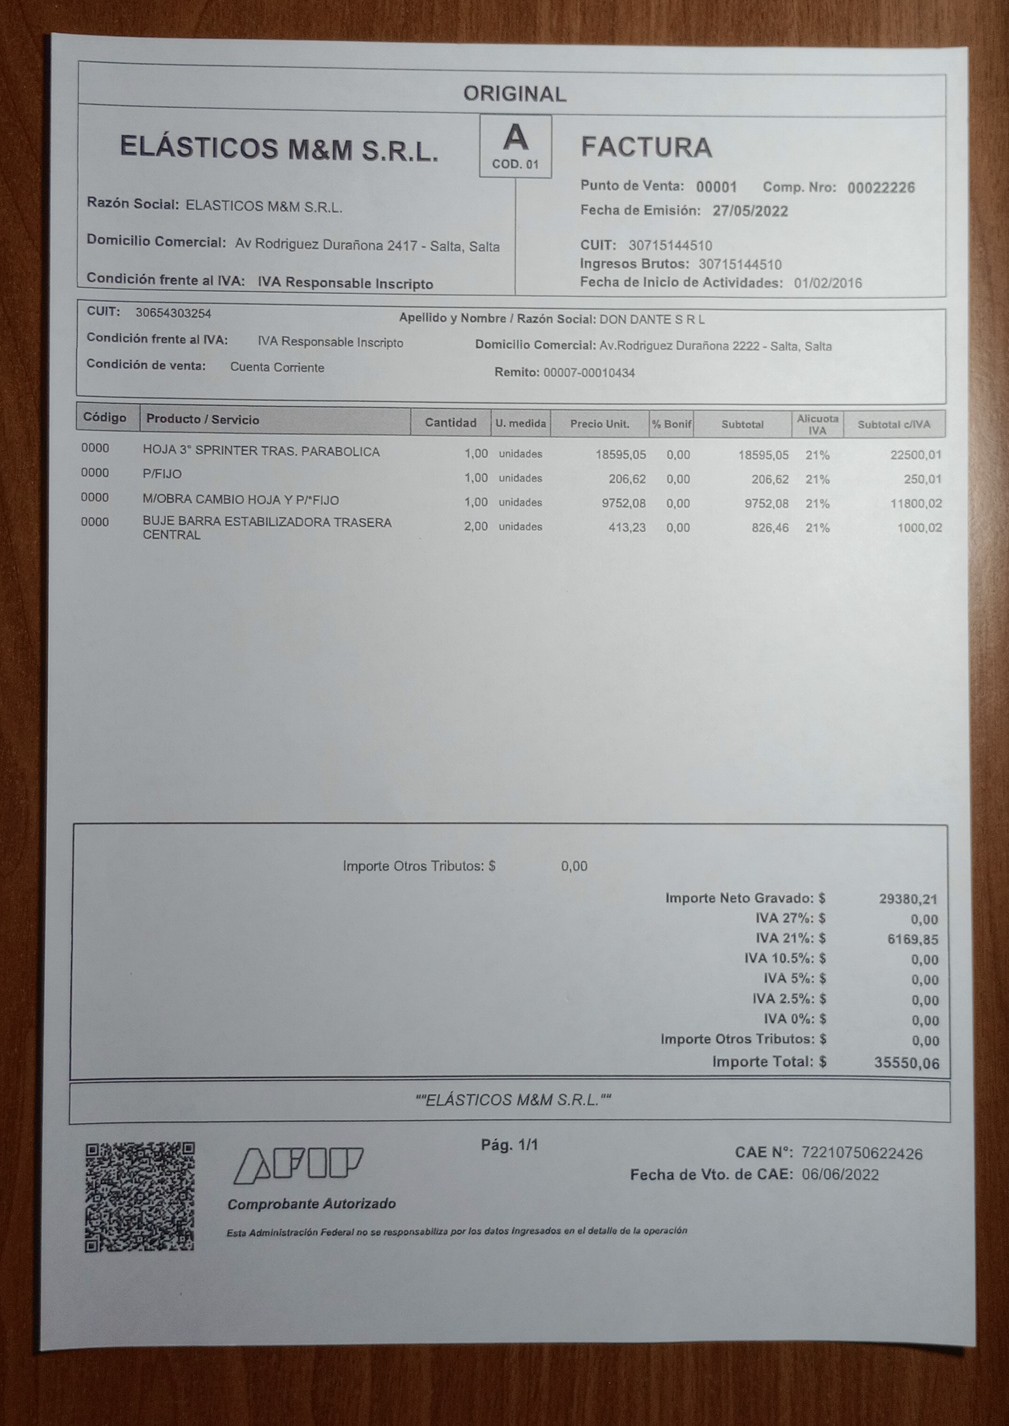 ORIGINAL
ELÁSTICOS M&M S.R.L.
A
COD. 01
FACTURA
Punto de Venta: 00001 Comp. Nro: 00022226
Fecha de Emisión: 27/05/2022
Razón Social: ELASTICOS M&M S.R.L.
Domicilio Comercial: Av Rodriguez Durañona 2417 - Salta, Salta
Condición frente al IVA: IVA Responsable Inscripto
CUIT: 30715144510
Ingresos Brutos: 30715144510
Fecha de Inicio de Actividades: 01/02/2016
CUIT: 30654303254 Apellido y Nombre / Razón Social: DON DANTE S R L
Condición frente al IVA: IVA Responsable Inscripto Domicilio Comercial: Av.Rodriguez Durañona 2222 - Salta, Salta
Condición de venta: Cuenta Corriente Remito: 00007-00010434
Código Producto / Servicio Cantidad U. medida Precio Unit. % Bonif Subtotal Alicuota IVA Subtotal c/IVA
0000 HOJA 3° SPRINTER TRAS. PARABOLICA 1,00 unidades 18595,05 0,00 18595,05 21% 22500,01
0000 P/FIJO 1,00 unidades 206,62 0,00 206,62 21% 250,01
0000 M/OBRA CAMBIO HOJA Y P/°FIJO 1,00 unidades 9752,08 0,00 9752,08 21% 11800,02
0000 BUJE BARRA ESTABILIZADORA TRASERA 2,00 unidades 413,23 0,00 826,46 21% 1000,02
CENTRAL
Importe Otros Tributos: $ 0,00
Importe Neto Gravado: $ 29380,21
IVA 27%: $ 0,00
IVA 21%: $ 6169,85
IVA 10.5%: $ 0,00
IVA 5%: $ 0,00
IVA 2.5%: $ 0,00
IVA 0%: $ 0,00
Importe Otros Tributos: $ 0,00
Importe Total: $ 35550,06
""ELÁSTICOS M&M S.R.L.""
AFIP
Pág. 1/1
CAE N°: 72210750622426
Fecha de Vto. de CAE: 06/06/2022
Comprobante Autorizado
Esta Administración Federal no se responsabiliza por los datos ingresados en el detalle de la operación